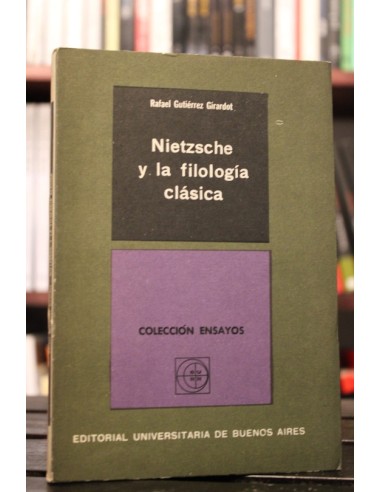 Rafael Gutiérrez Girardot
Nietzsche
y la filología
clásica
COLECCIÓN ENSAYOS
EDITORIAL UNIVERSITARIA DE BUENOS AIRES